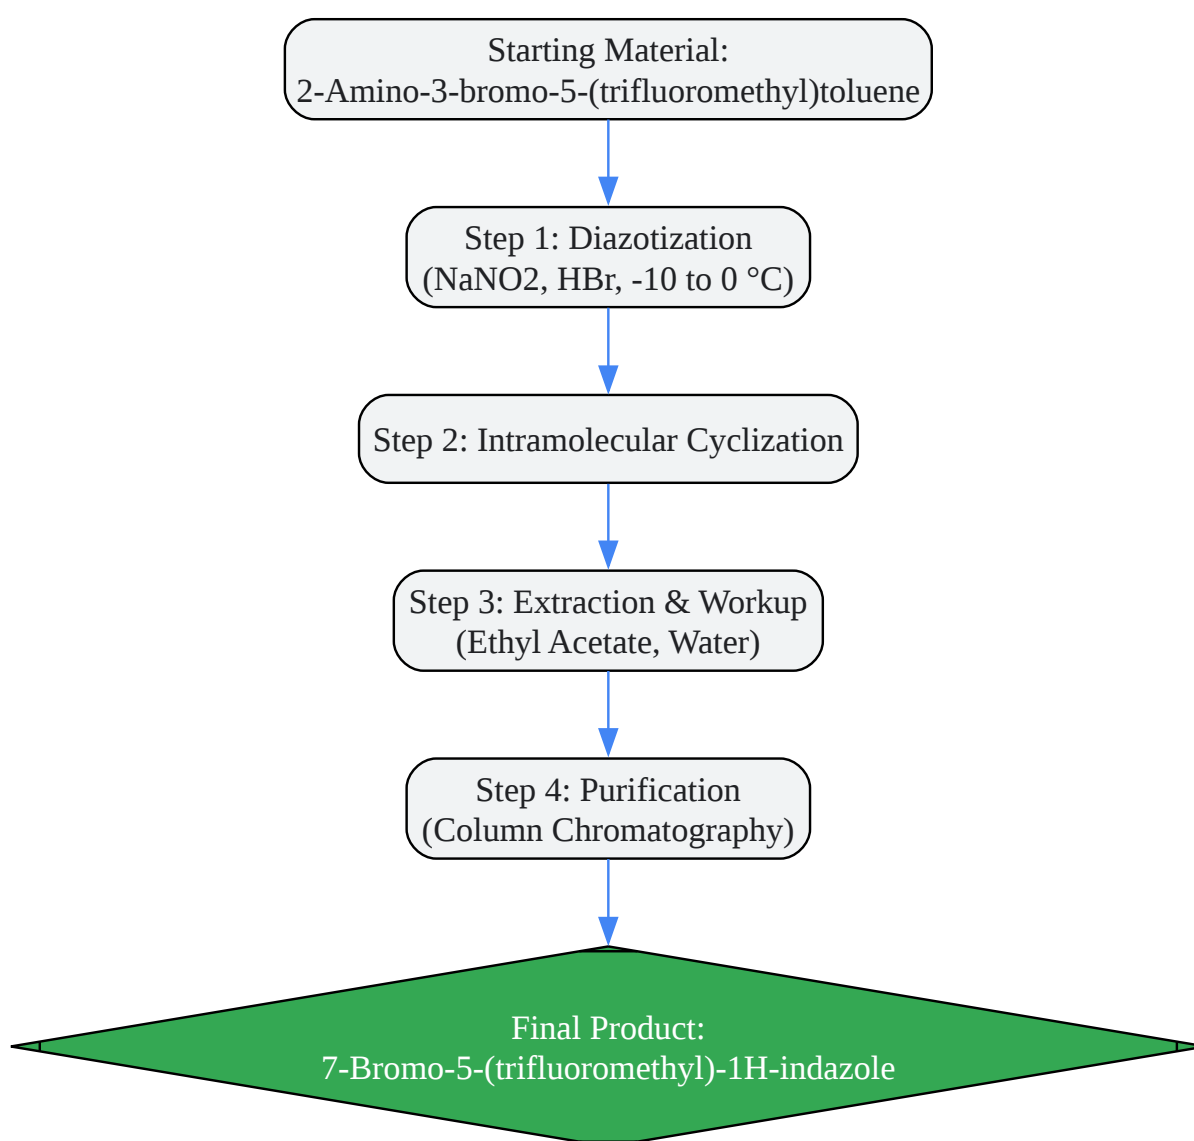 Starting Material:
2-Amino-3-bromo-5-(trifluoromethyl)toluene
Step 1: Diazotization
(NaNO2, HBr, -10 to 0 °C)
Step 2: Intramolecular Cyclization
Step 3: Extraction & Workup
(Ethyl Acetate, Water)
Step 4: Purification
(Column Chromatography)
Final Product:
7-Bromo-5-(trifluoromethyl)-1H-indazole